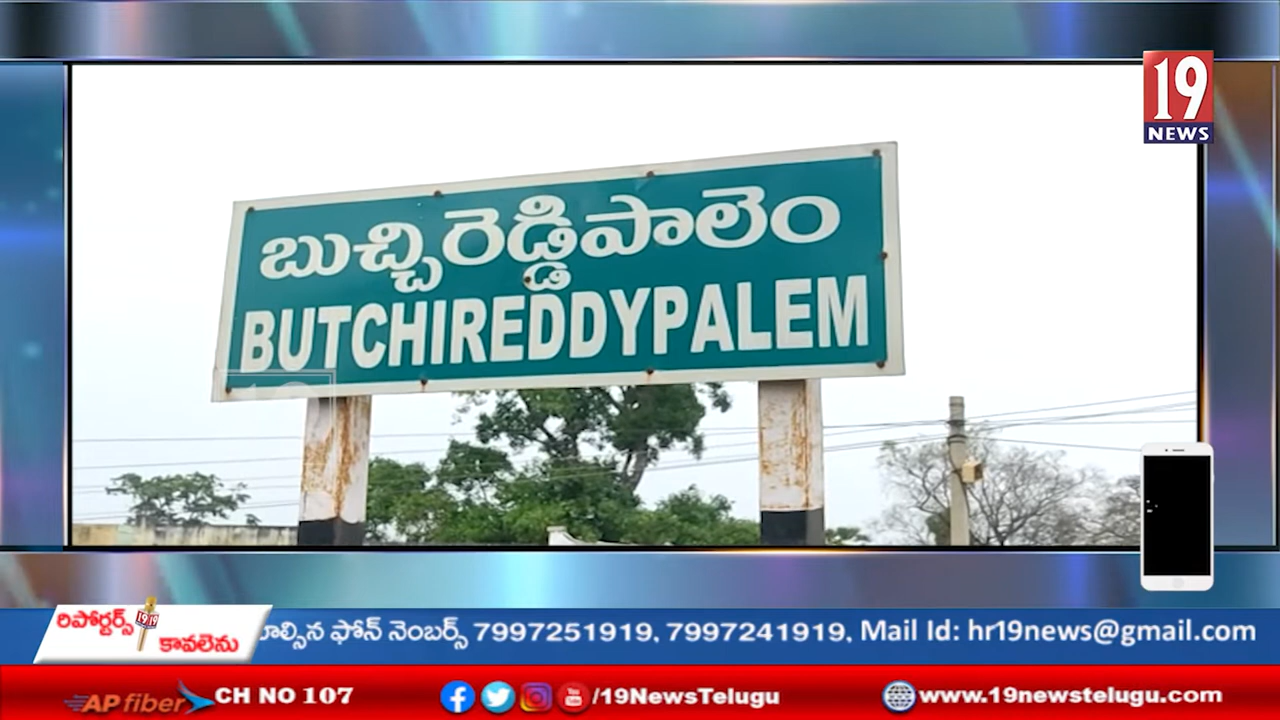 19
NEWS
బుచ్చిరెడ్డిపాలెం
BUTCHIREDDYPALEM
రిపోర్టర్స్
కావలెను
ఫోన్ నెంబర్స్ 7997251919, 7997241919, Mail Id: hr19news@gmail.com
AP fiber CH NO 107
/19NewsTelugu
www.19newstelugu.com